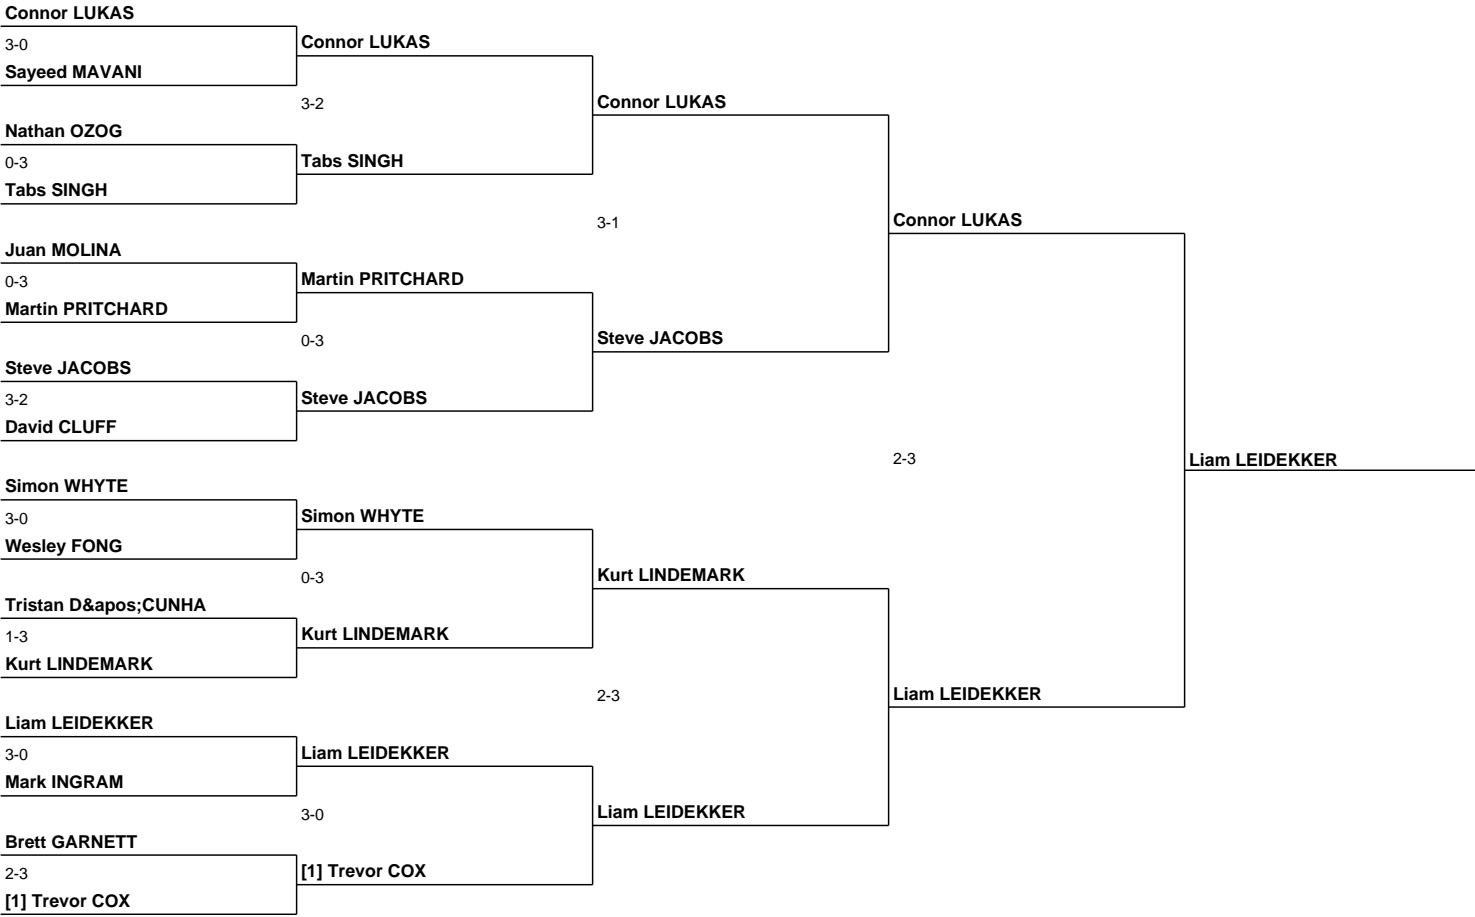 Connor LUKAS
3-0
Sayeed MAVANI
Nathan OZOG
0-3
Tabs SINGH
Juan MOLINA
0-3
Martin PRITCHARD
Steve JACOBS
3-2
David CLUFF
Simon WHYTE
3-0
Wesley FONG
Tristan D&apos;CUNHA
1-3
Kurt LINDEMARK
Liam LEIDEKKER
3-0
Mark INGRAM
Brett GARNETT
2-3
[1] Trevor COX
Connor LUKAS
3-2
Tabs SINGH
Martin PRITCHARD
0-3
Steve JACOBS
Simon WHYTE
0-3
Kurt LINDEMARK
Liam LEIDEKKER
3-0
[1] Trevor COX
Connor LUKAS
3-1
Steve JACOBS
Kurt LINDEMARK
2-3
Liam LEIDEKKER
Connor LUKAS
2-3
Liam LEIDEKKER
Liam LEIDEKKER